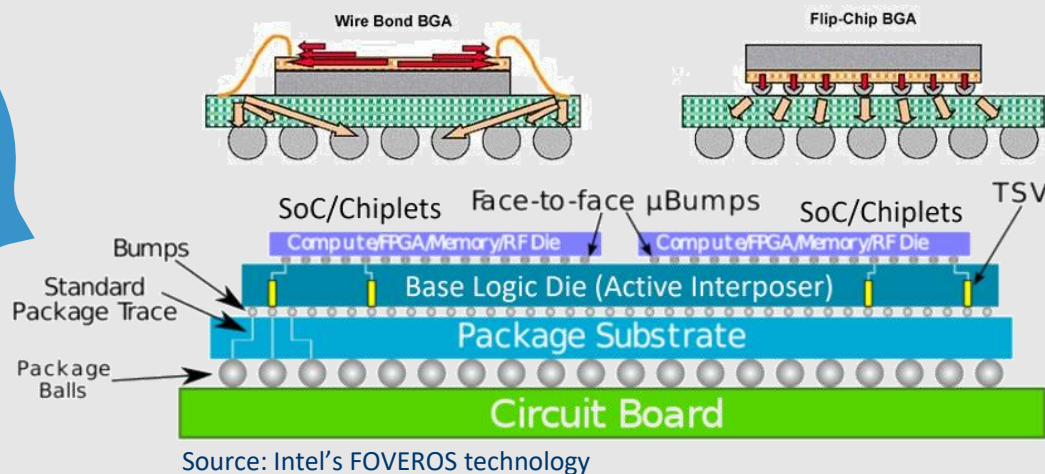 Wire Bond BGA
Flip-Chip BGA
SoC/Chiplets
Face-to-face µBumps
SoC/Chiplets
TSV
Bumps
Compute/FPGA/Memory/RF Die
Compute/FPGA/Memory/RF Die
Standard
Package Trace
Base Logic Die (Active Interposer)
Package Substrate
Package
Balls
Circuit Board
Source: Intel's FOVEROS technology